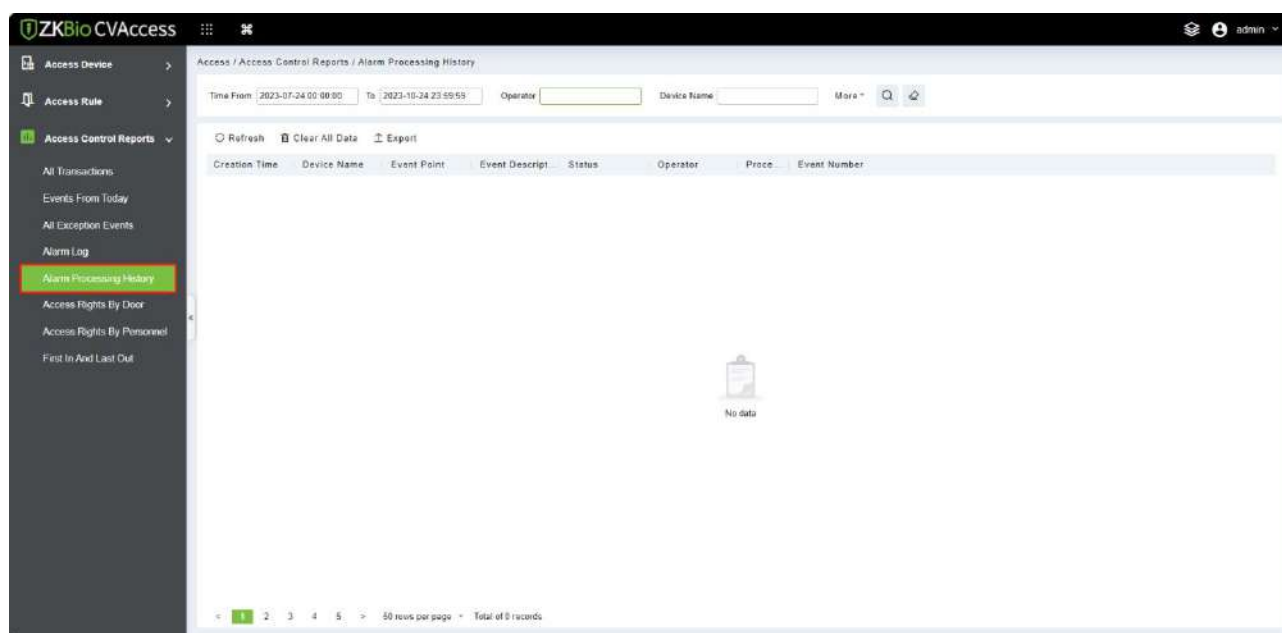 ZKBio CVAccess
admin
Access Device
Access Rule
Access Control Reports
All Transactions
Events From Today
All Exception Events
Alarm Log
Alarm Processing History
Access Rights By Door
Access Rights By Personnel
First In And Last Out
Access / Access Control Reports / Alarm Processing History
Time From 2023-07-24 00:00:00 To 2023-10-24 23:59:59 Operator Device Name More
Refresh Clear All Data Export
Creation Time Device Name Event Point Event Descript... Status Operator Proce... Event Number
No data
< 1 2 3 4 5 > 50 rows per page Total of 0 records